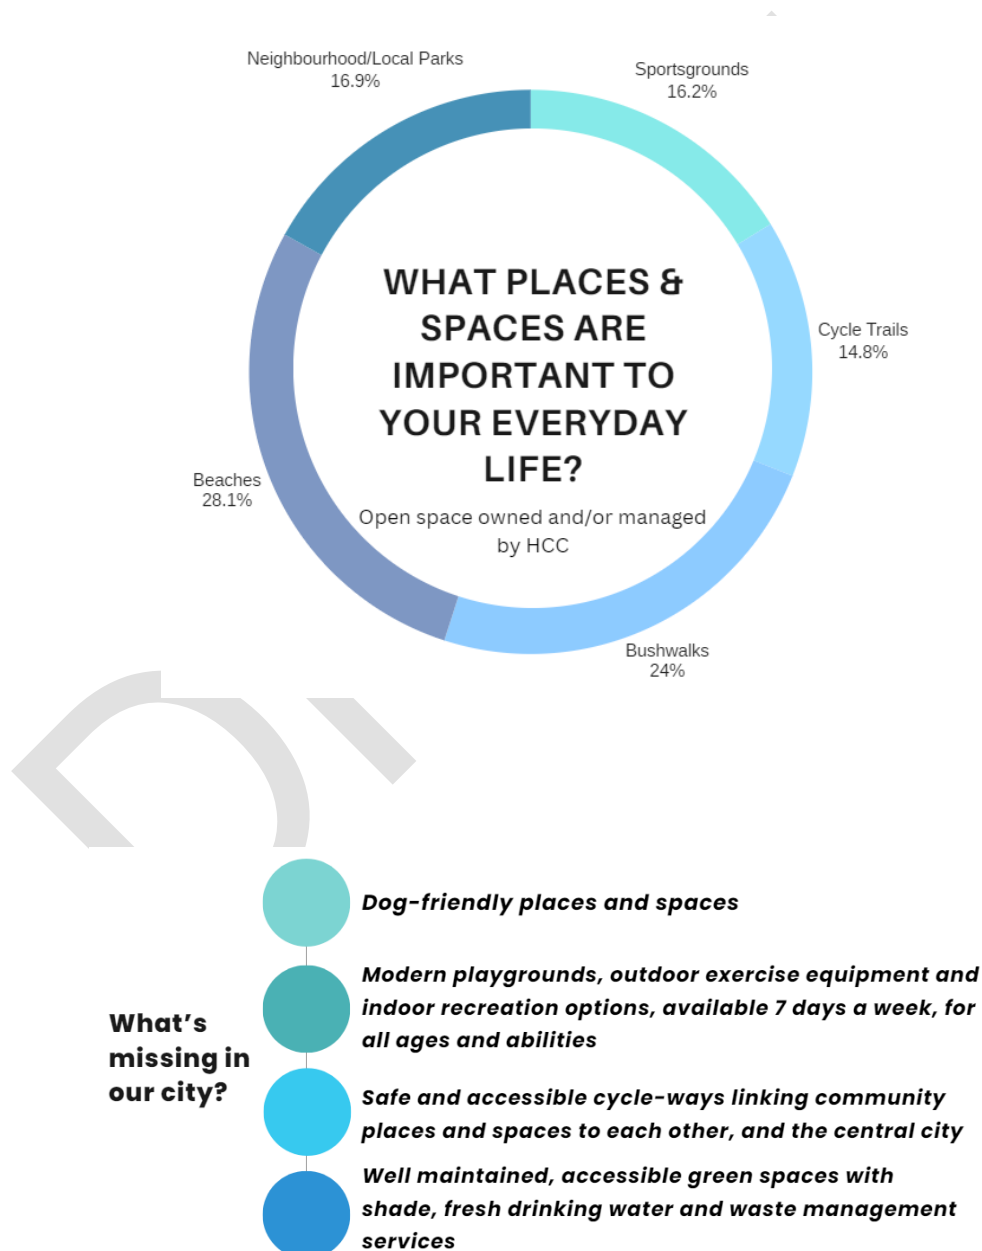 Neighbourhood/Local Parks
16.9%
Sportsgrounds
16.2%
Cycle Trails
14.8%
WHAT PLACES &
SPACES ARE
IMPORTANT TO
YOUR EVERYDAY
LIFE?
Open space owned and/or managed
by HCC
Beaches
28.1%
Bushwalks
24%
What's
missing in
our city?
Dog-friendly places and spaces
Modern playgrounds, outdoor exercise equipment and
indoor recreation options, available 7 days a week, for
all ages and abilities
Safe and accessible cycle-ways linking community
places and spaces to each other, and the central city
Well maintained, accessible green spaces with
shade, fresh drinking water and waste management
services